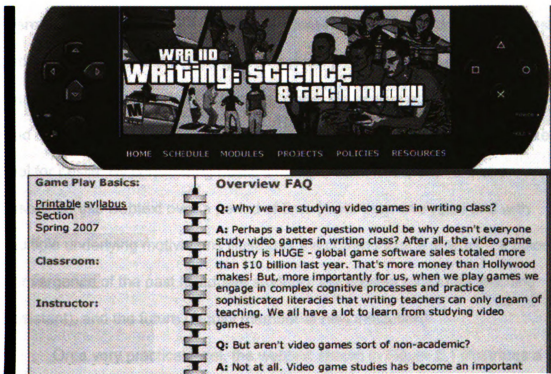 WRA 110
WRITING: SCIENCE
& TECHNOLOGY
HOME SCHEDULE MODULES PROJECTS POLICIES RESOURCES
Game Play Basics:
Printable syllabus
Section
Spring 2007
Classroom:
Instructor:
Overview FAQ
Q: Why we are studying video games in writing class?
A: Perhaps a better question would be why doesn't everyone
study video games in writing class? After all, the video game
industry is HUGE - global game software sales totaled more
than $10 billion last year. That's more money than Hollywood
makes! But, more importantly for us, when we play games we
engage in complex cognitive processes and practice
sophisticated literacies that writing teachers can only dream of
teaching. We all have a lot to learn from studying video
games.
Q: But aren't video games sort of non-academic?
A: Not at all. Video game studies has become an important